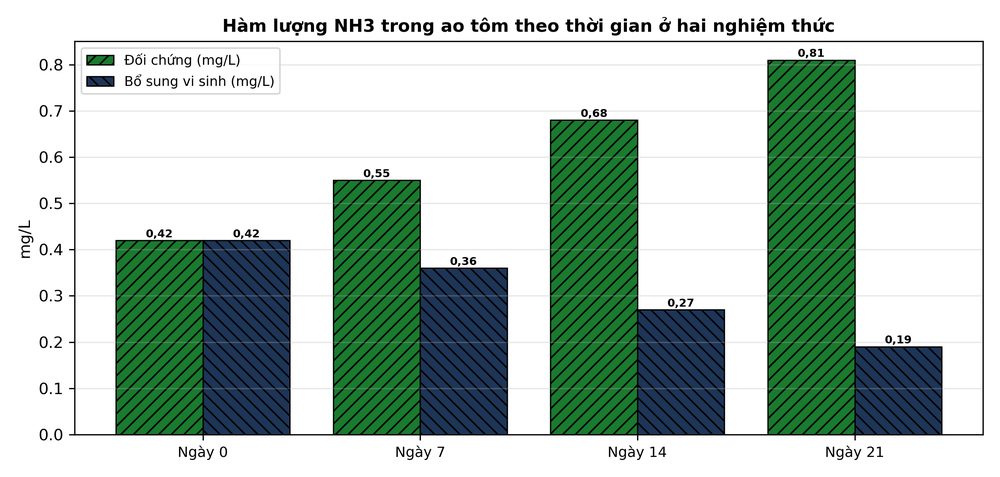 Hàm lượng NH3 trong ao tôm theo thời gian ở hai nghiệm thức
Đối chứng (mg/L)
Bổ sung vi sinh (mg/L)
mg/L
0.8
0.7
0.6
0.5
0.4
0.3
0.2
0.1
0.0
0,42
0,42
0,55
0,36
0,68
0,27
0,81
0,19
Ngày 0
Ngày 7
Ngày 14
Ngày 21